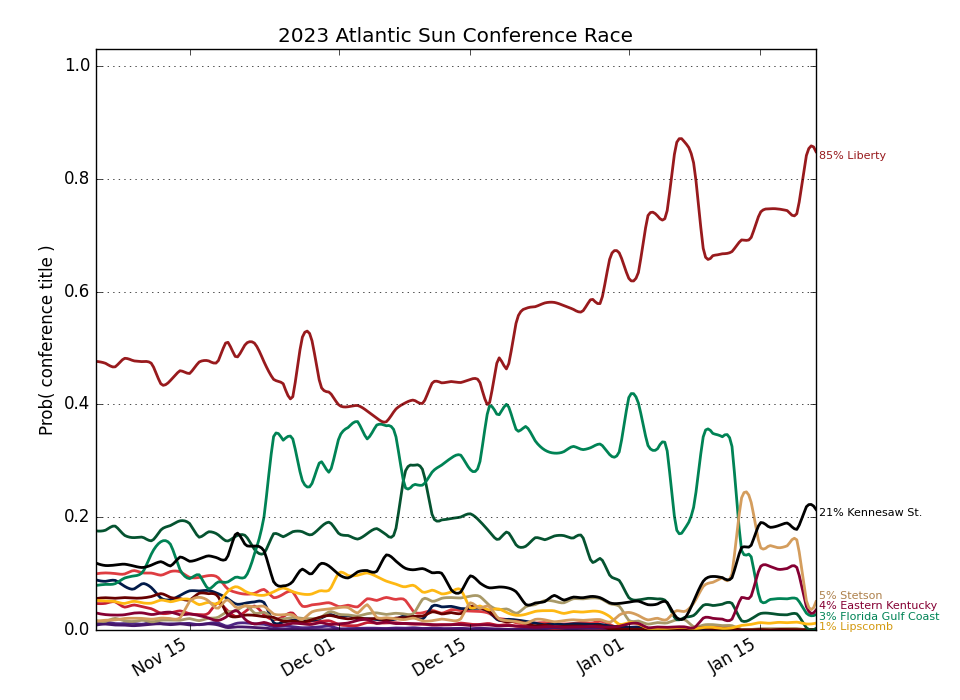 2023 Atlantic Sun Conference Race
Prob( conference title )
1.0
0.8
0.6
0.4
0.2
0.0
Nov 15
Dec 01
Dec 15
Jan 01
Jan 15
85% Liberty
21% Kennesaw St.
5% Stetson
4% Eastern Kentucky
3% Florida Gulf Coast
1% Lipscomb